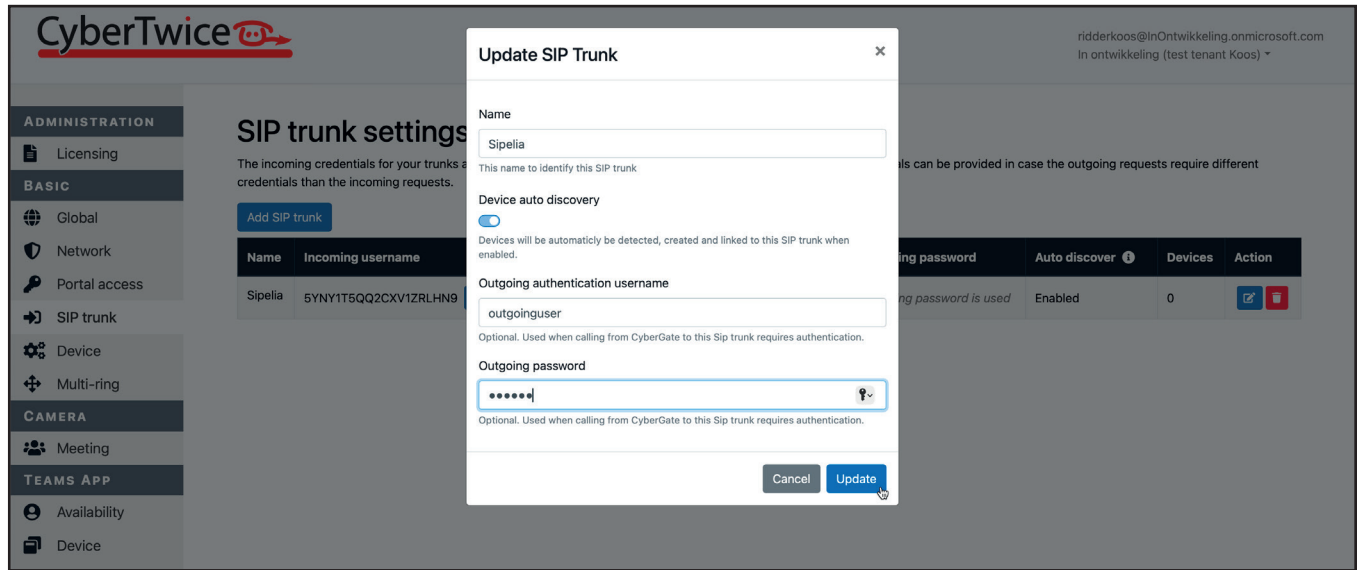 CyberTwice
ridderkoos@InOntwikkeling.onmicrosoft.com
In ontwikkeling (test tenant Koos)
ADMINISTRATION
Licensing
BASIC
Global
Network
Portal access
SIP trunk
Device
Multi-ring
CAMERA
Meeting
TEAMS APP
Availability
Device
SIP trunk settings
The incoming credentials for your trunks a
als can be provided in case the outgoing requests require different
credentials than the incoming requests.
Add SIP trunk
Name Incoming username ing password Auto discover Devices Action
Sipelia 5YNY1T5QQ2CXV1ZRLHN9 ng password is used Enabled 0
Update SIP Trunk ×
Name
Sipelia
This name to identify this SIP trunk
Device auto discovery
Devices will be automaticly be detected, created and linked to this SIP trunk when
enabled.
Outgoing authentication username
outgoinguser
Optional. Used when calling from CyberGate to this Sip trunk requires authentication.
Outgoing password
••••••
Optional. Used when calling from CyberGate to this Sip trunk requires authentication.
Cancel Update